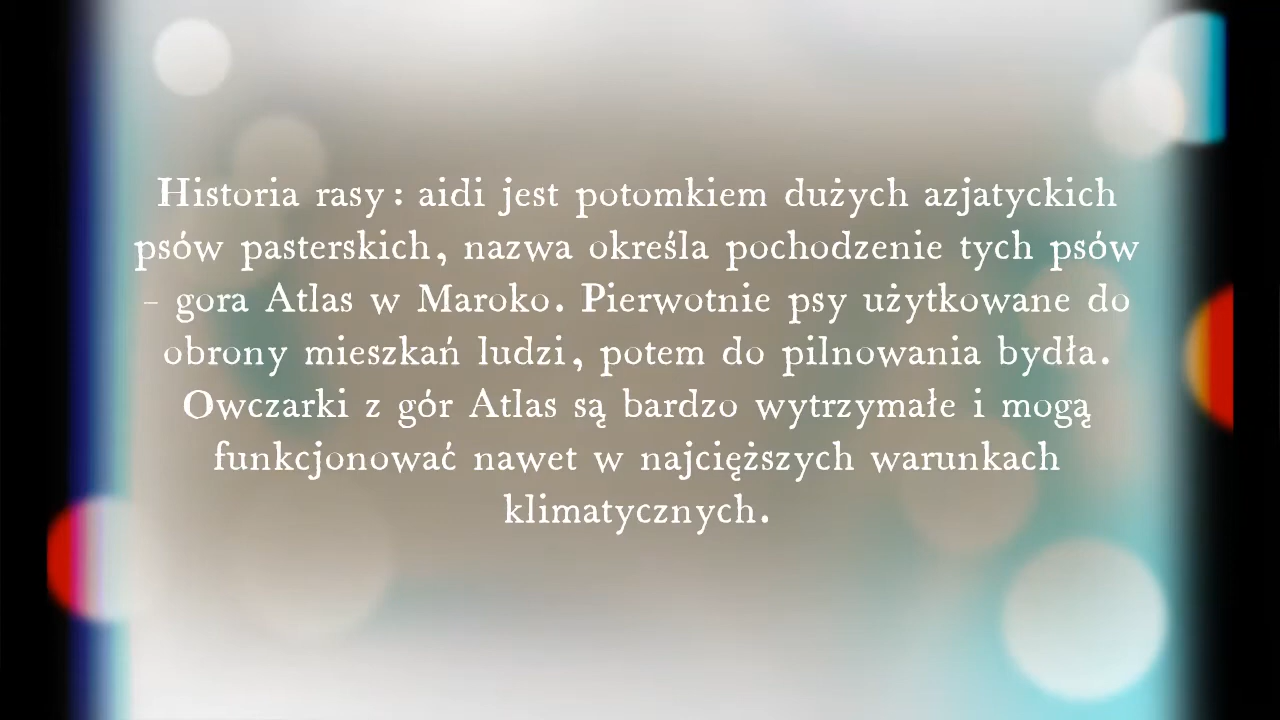 Historia rasy: aidi jest potomkiem dużych azjatyckich
psów pasterskich, nazwa określa pochodzenie tych psów
- gora Atlas w Maroko. Pierwotnie psy użytkowane do
obrony mieszkań ludzi, potem do pilnowania bydła.
Owczarki z gór Atlas są bardzo wytrzymałe i mogą
funkcjonować nawet w najcięższych warunkach
klimatycznych.